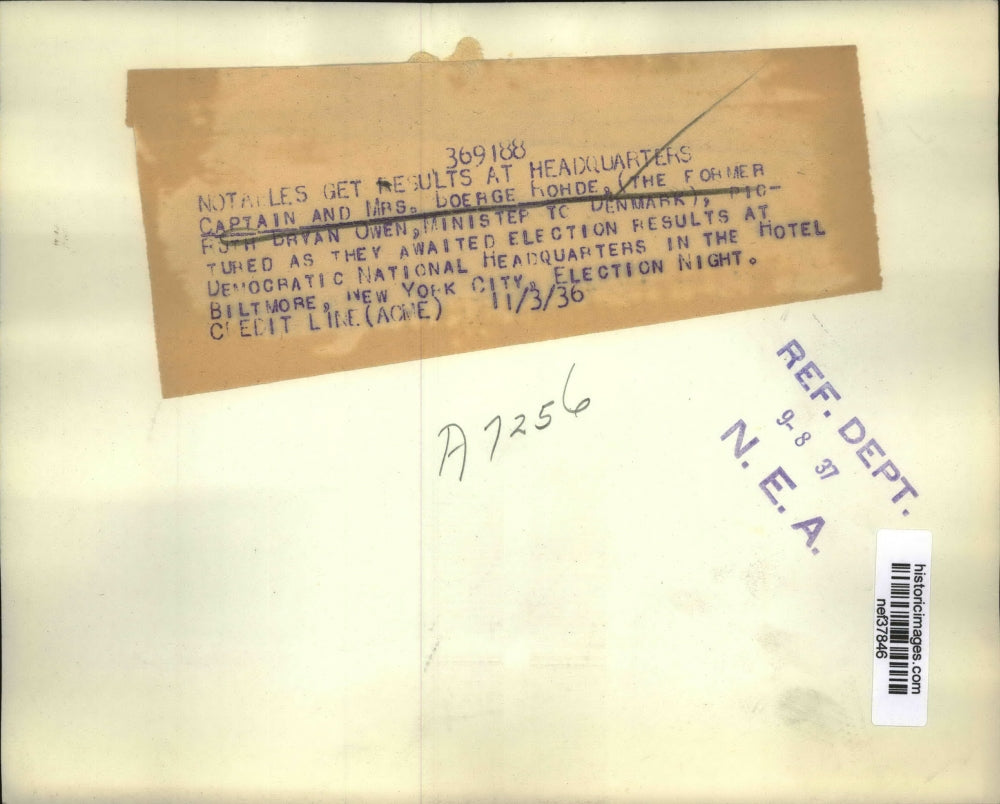 369188
NOTABLES GET RESULTS AT HEADQUARTERS
CAPTAIN AND MRS. BOERGE ROHDE, (THE FORMER
RUTH BRYAN OWEN, MINISTER TO DENMARK), PIC-
TURED AS THEY AWAITED ELECTION RESULTS AT
DEMOCRATIC NATIONAL HEADQUARTERS IN THE HOTEL
BILTMORE, NEW YORK CITY, ELECTION NIGHT.
CREDIT LINE (ACME) 11/3/36
A7256
REF. DEPT.
9-8 37
N. E. A.
historicimages.com
nef37846